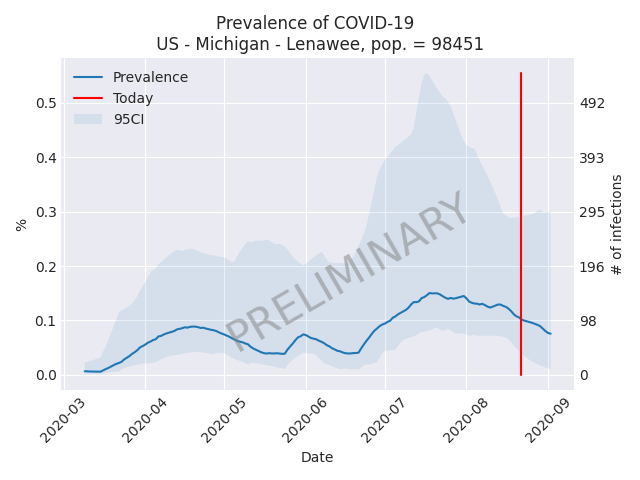 Prevalence of COVID-19
US - Michigan - Lenawee, pop. = 98451
Prevalence
Today
95CI
0.5
0.4
0.3
0.2
0.1
0.0
%
492
393
295
196
98
0
# of infections
PRELIMINARY
2020-03
2020-04
2020-05
2020-06
2020-07
2020-08
2020-09
Date